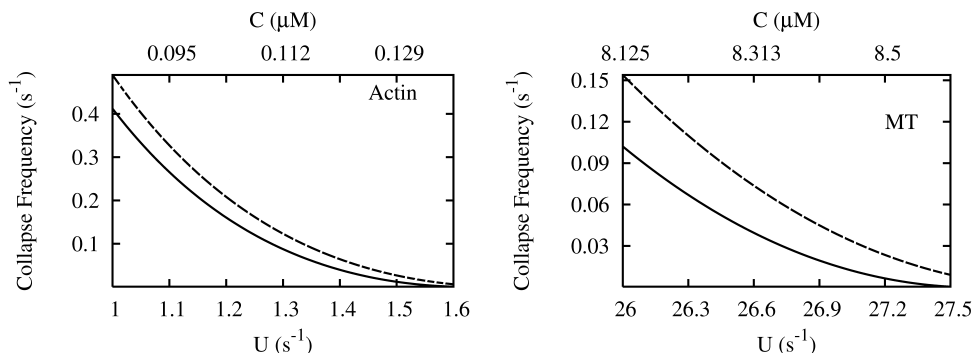 C (μM)
0.095 0.112 0.129
Collapse Frequency (s-1)
Actin
0.4
0.3
0.2
0.1
1 1.1 1.2 1.3 1.4 1.5 1.6
U (s-1)
C (μM)
8.125 8.313 8.5
Collapse Frequency (s-1)
MT
0.15
0.12
0.09
0.06
0.03
26 26.3 26.6 26.9 27.2 27.5
U (s-1)